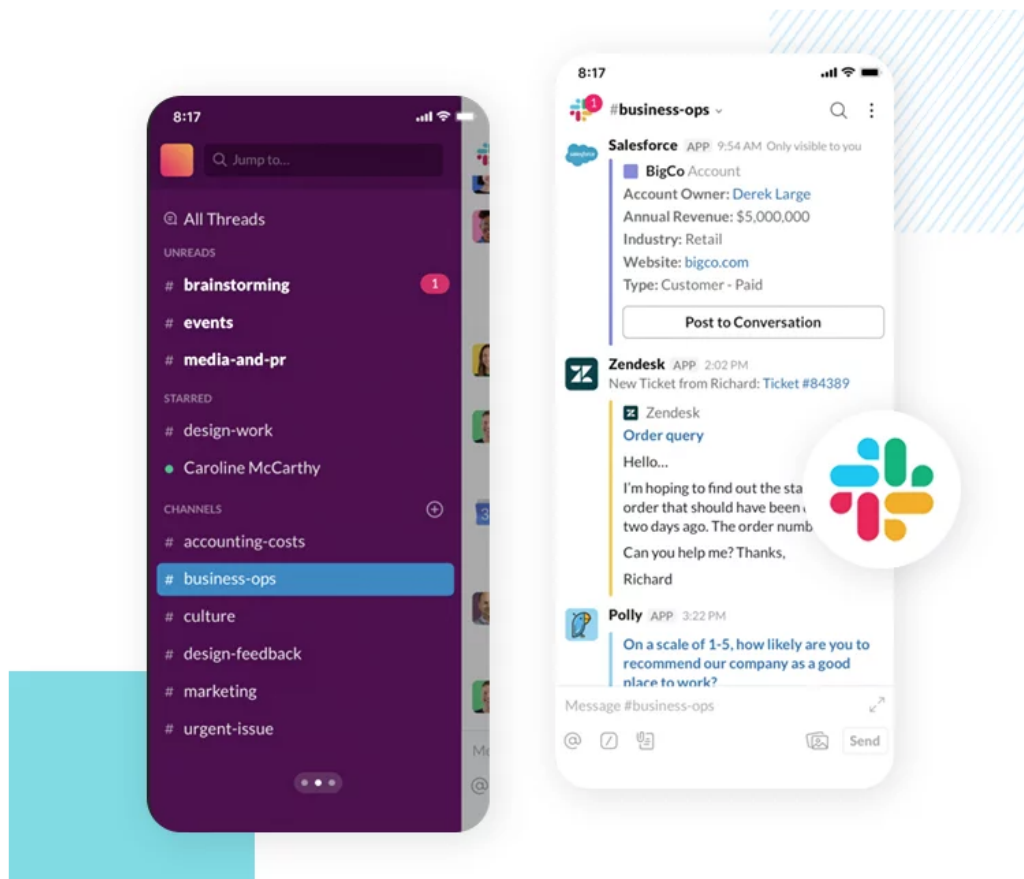 8:17
Jump to...
All Threads
UNREADS
# brainstorming 1
# events
# media-and-pr
STARRED
# design-work
Caroline McCarthy
CHANNELS
# accounting-costs
# business-ops
# culture
# design-feedback
# marketing
# urgent-issue
3
Mo
@
8:17
1
#business-ops
salesforce
Salesforce APP 9:54 AM Only visible to you
BigCo Account
Account Owner: Derek Large
Annual Revenue: $5,000,000
Industry: Retail
Website: bigco.com
Type: Customer - Paid
Post to Conversation
Zendesk APP 2:02 PM
New Ticket from Richard: Ticket #84389
Zendesk
Order query
Hello...
I'm hoping to find out the sta
order that should have been
two days ago. The order numb
Can you help me? Thanks,
Richard
Polly APP 3:22 PM
On a scale of 1-5, how likely are you to
recommend our company as a good
place to work?
Message #business-ops
@
Send